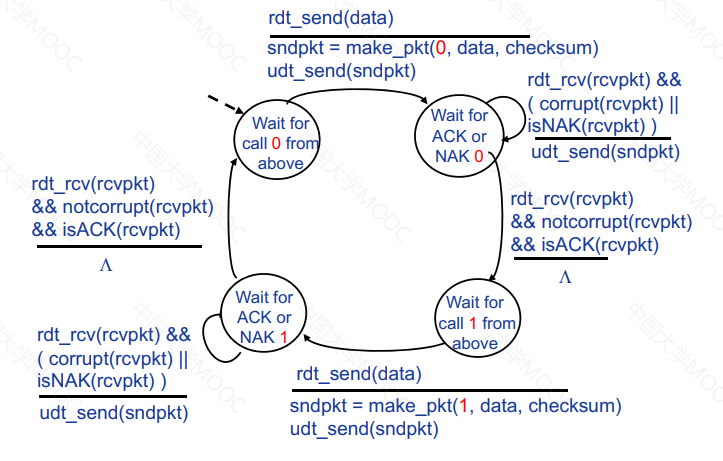 rdt_send(data)
sndpkt = make_pkt(0, data, checksum)
udt_send(sndpkt)
Wait for
call 0 from
above
Wait for
ACK or
NAK 0
rdt_rcv(rcvpkt) &&
( corrupt(rcvpkt) ||
isNAK(rcvpkt) )
udt_send(sndpkt)
rdt_rcv(rcvpkt)
&& notcorrupt(rcvpkt)
&& isACK(rcvpkt)
Λ
rdt_rcv(rcvpkt)
&& notcorrupt(rcvpkt)
&& isACK(rcvpkt)
Λ
Wait for
ACK or
NAK 1
Wait for
call 1 from
above
rdt_rcv(rcvpkt) &&
( corrupt(rcvpkt) ||
isNAK(rcvpkt) )
udt_send(sndpkt)
rdt_send(data)
sndpkt = make_pkt(1, data, checksum)
udt_send(sndpkt)
中国大学MOOC